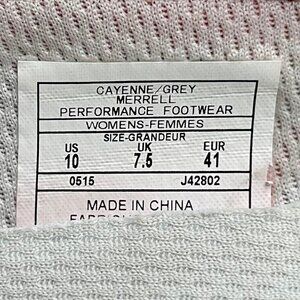 CAYENNE/GREY
MERRELL
PERFORMANCE FOOTWEAR
WOMENS-FEMMES
SIZE-GRANDEUR
US UK EUR
10 7.5 41
0515 J42802
MADE IN CHINA